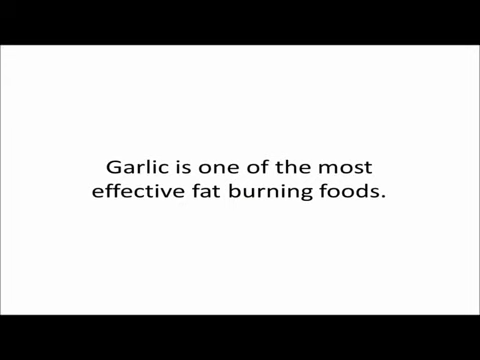 Garlic is one of the most
effective fat burning foods.